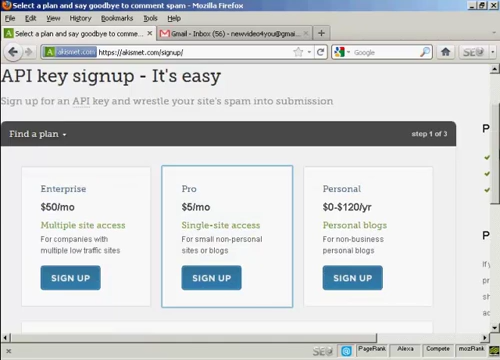 Select a plan and say goodbye to comment spam - Mozilla Firefox
File Edit View History Bookmarks Tools Help
Select a plan and say goodbye to comm...
Gmail - Inbox (56) - newvideo4you@gmai...
akismet.com https://akismet.com/signup/
Google
API key signup - It's easy
Sign up for an API key and wrestle your site's spam into submission
Find a plan
step 1 of 3
Enterprise
$50/mo
Multiple site access
For companies with
multiple low traffic sites
SIGN UP
Pro
$5/mo
Single-site access
For small non-personal
sites or blogs
SIGN UP
Personal
$0-$120/yr
Personal blogs
For non-business
personal blogs
SIGN UP
P
P
If y
PageRank
Alexa
Compete
mozRank